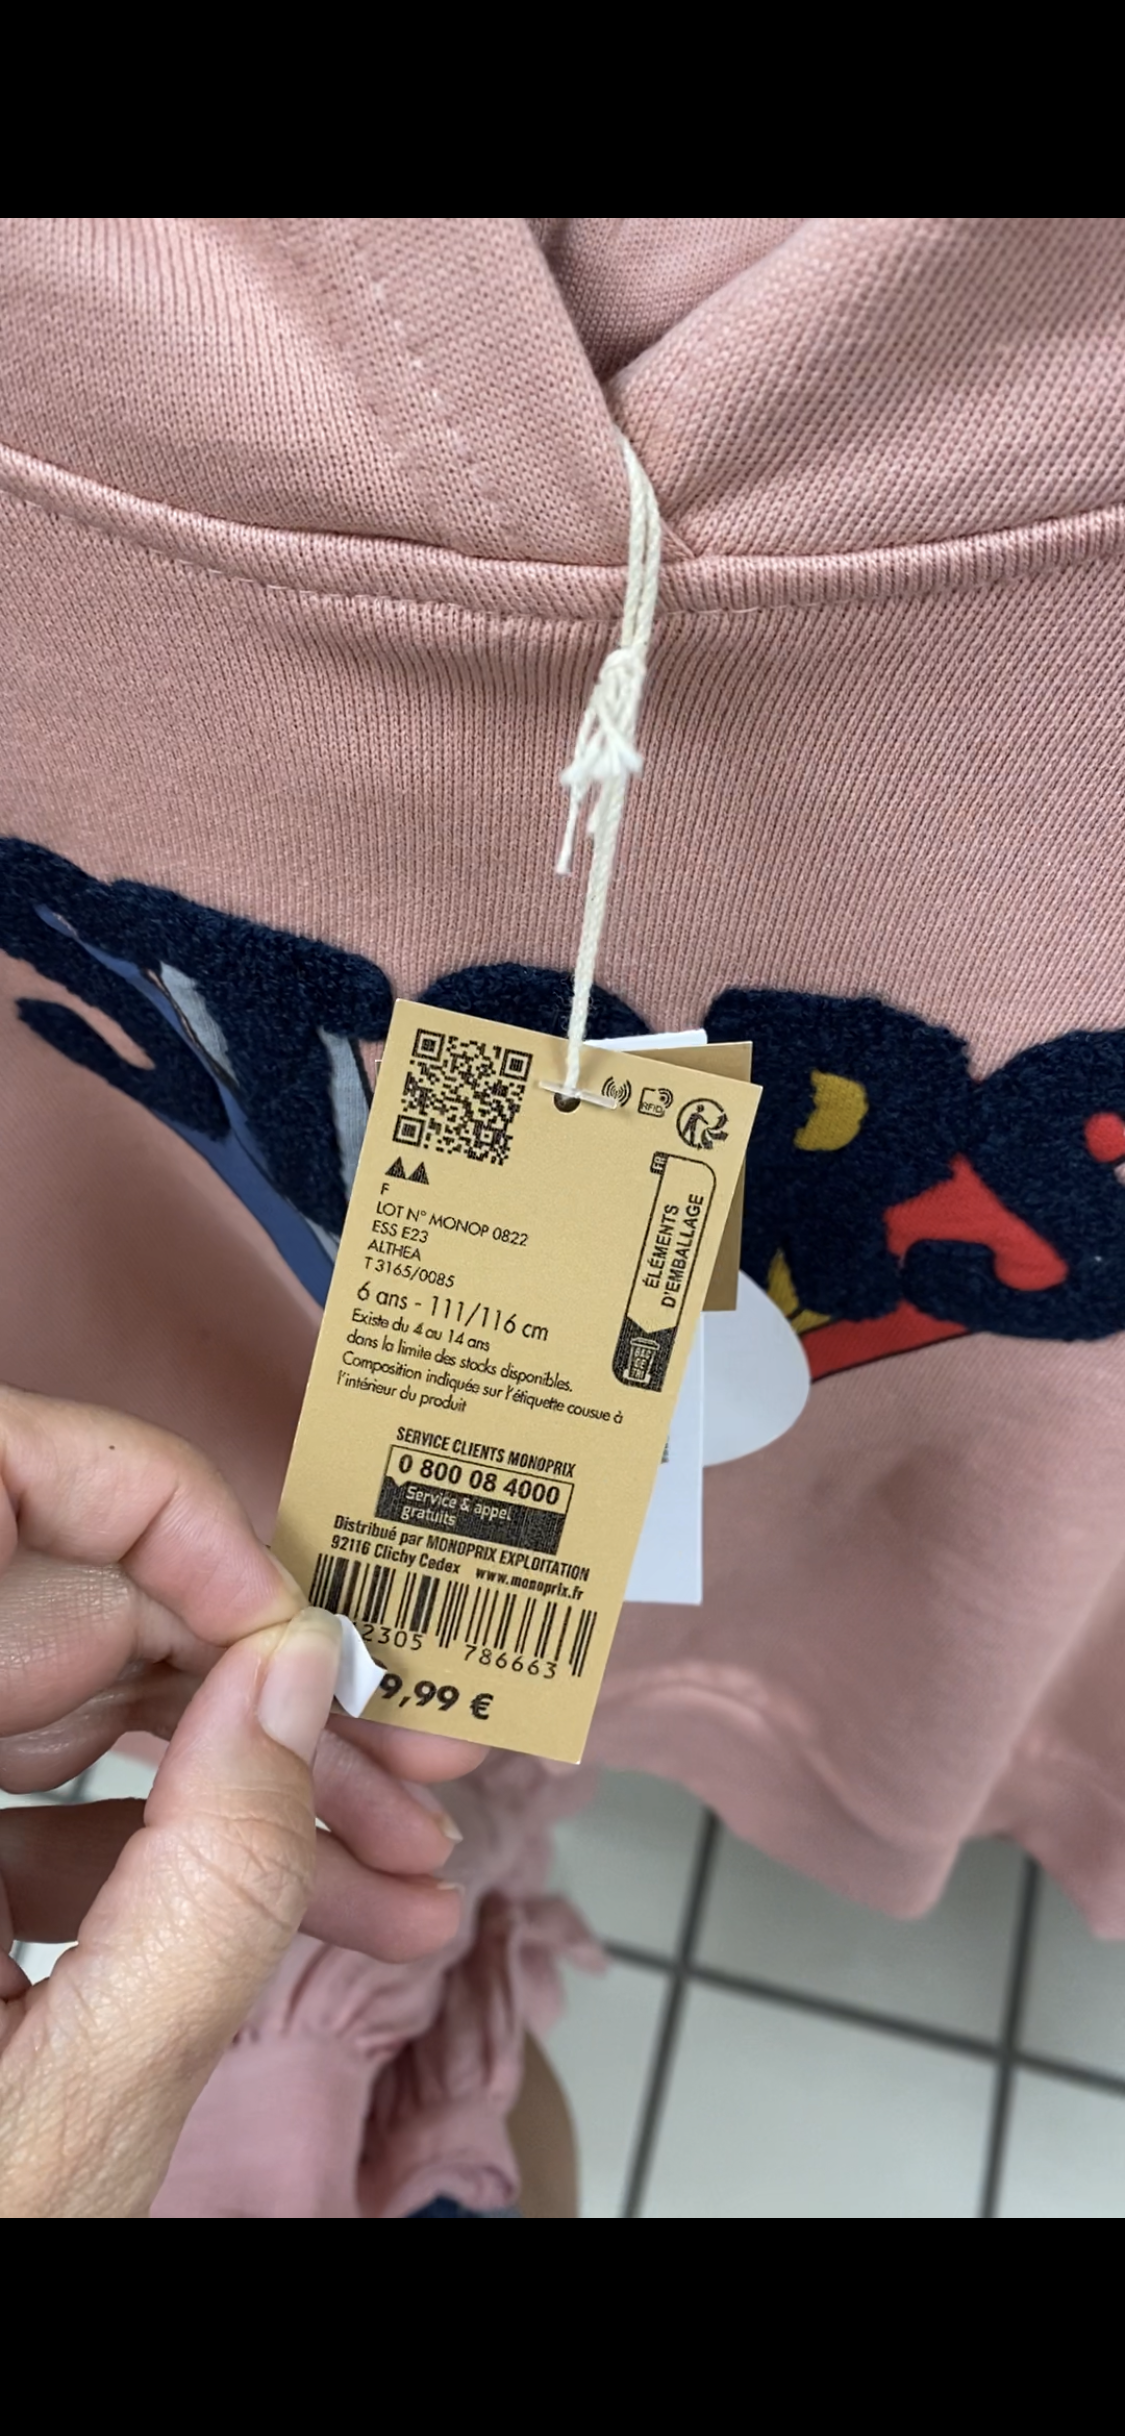 RFID
F
LOT N° MONOP 0822
ESS E23
ALTHEA
T 3165/0085
6 ans - 111/116 cm
Existe du 4 au 14 ans
dans la limite des stocks disponibles.
Composition indiquée sur l'étiquette cousue à
l'intérieur du produit
FR
ÉLÉMENTS
D'EMBALLAGE
BAC
DE
TRI
SERVICE CLIENTS MONOPRIX
0 800 08 4000
Service & appel
gratuits
Distribué par MONOPRIX EXPLOITATION
92116 Clichy Cedex www.monoprix.fr
2305 786663
9,99 €